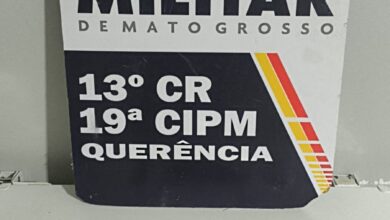 MILITAR
DE MATO GROSSO
13º CR
19ª CIPM
QUERÊNCIA